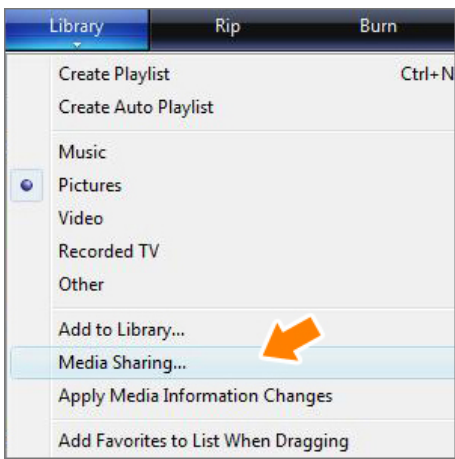 Library Rip Burn
Create Playlist Ctrl+N
Create Auto Playlist
Music
Pictures
Video
Recorded TV
Other
Add to Library...
Media Sharing...
Apply Media Information Changes
Add Favorites to List When Dragging